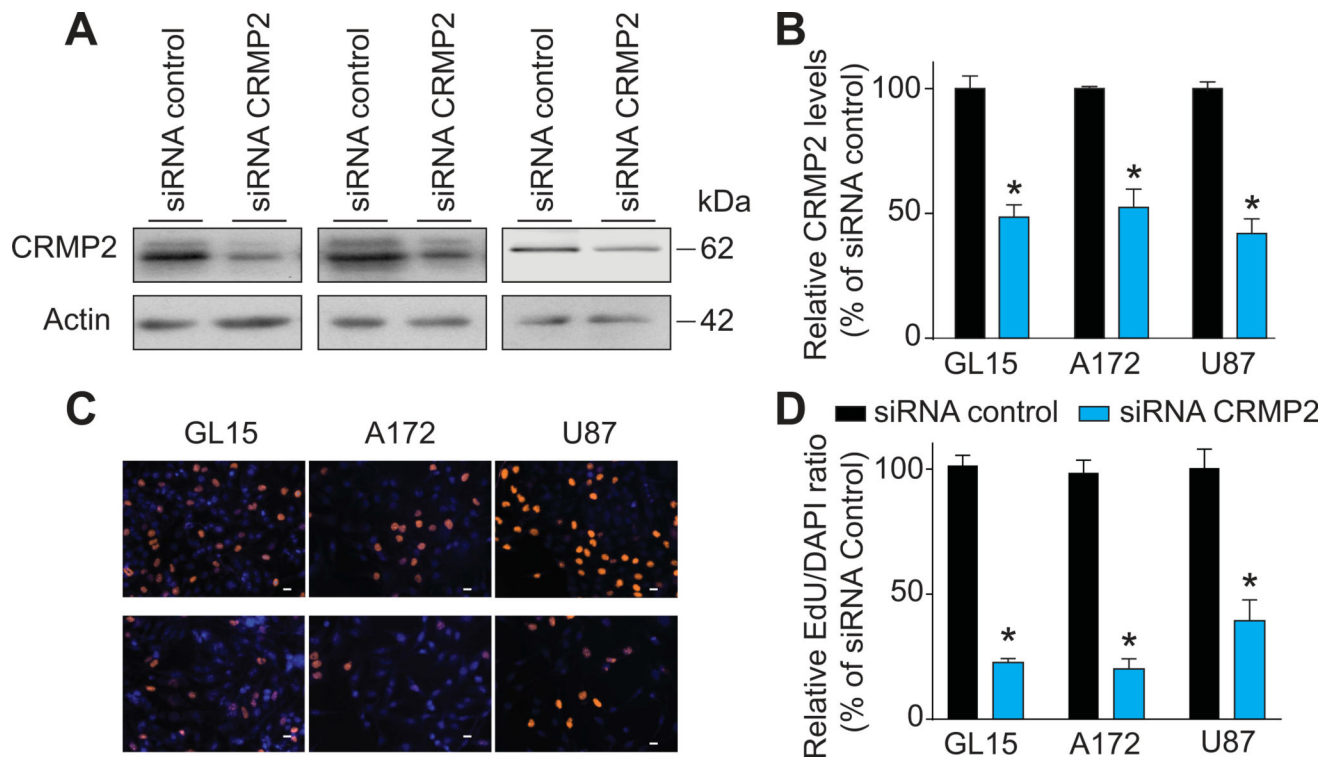 A
siRNA control
siRNA CRMP2
siRNA control
siRNA CRMP2
siRNA control
siRNA CRMP2
kDa
CRMP2
62
Actin
42
B
Relative CRMP2 levels
(% of siRNA control)
100
50
0
*
*
*
GL15 A172 U87
C
GL15 A172 U87
D
siRNA control siRNA CRMP2
Relative EdU/DAPI ratio
(% of siRNA Control)
100
50
0
*
*
*
GL15 A172 U87